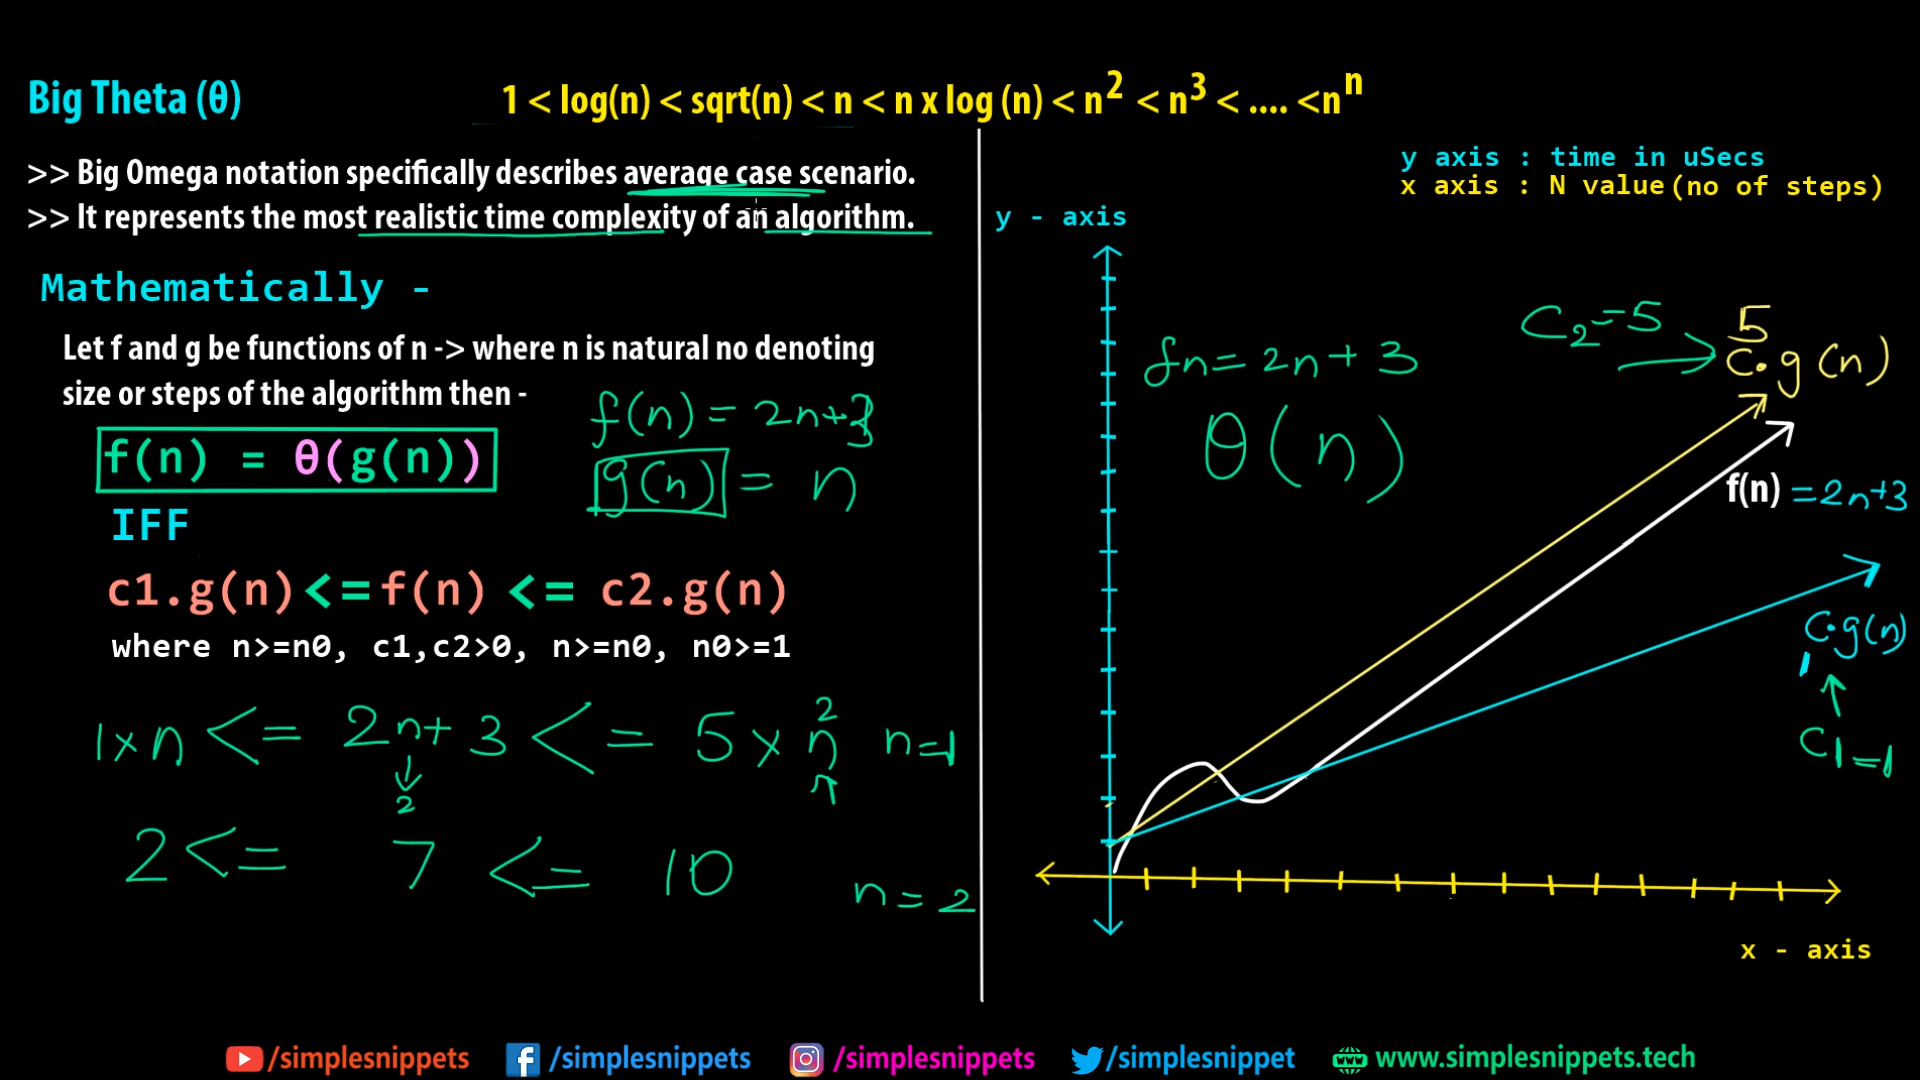 Big Theta (θ)
1 < log(n) < sqrt(n) < n < n x log (n) < n² < n³ < .... <nⁿ
>> Big Omega notation specifically describes average case scenario.
>> It represents the most realistic time complexity of an algorithm.
Mathematically -
Let f and g be functions of n -> where n is natural no denoting
size or steps of the algorithm then -
f(n) = θ(g(n))
f(n) = 2n+3
g(n) = n
IFF
c1.g(n)<=f(n) <= c2.g(n)
where n>=n0, c1,c2>0, n>=n0, n0>=1
1xn <= 2n+3 <= 5 x n n=1
2
2
2 <= 7 <= 10
n=2
y axis : time in uSecs
x axis : N value(no of steps)
y - axis
fn = 2n+3
θ(n)
C2=5
5
c.g(n)
f(n) =2n+3
C.g(n)
1
C1=1
x - axis
/simplesnippets
/simplesnippets
/simplesnippets
/simplesnippet
www.simplesnippets.tech